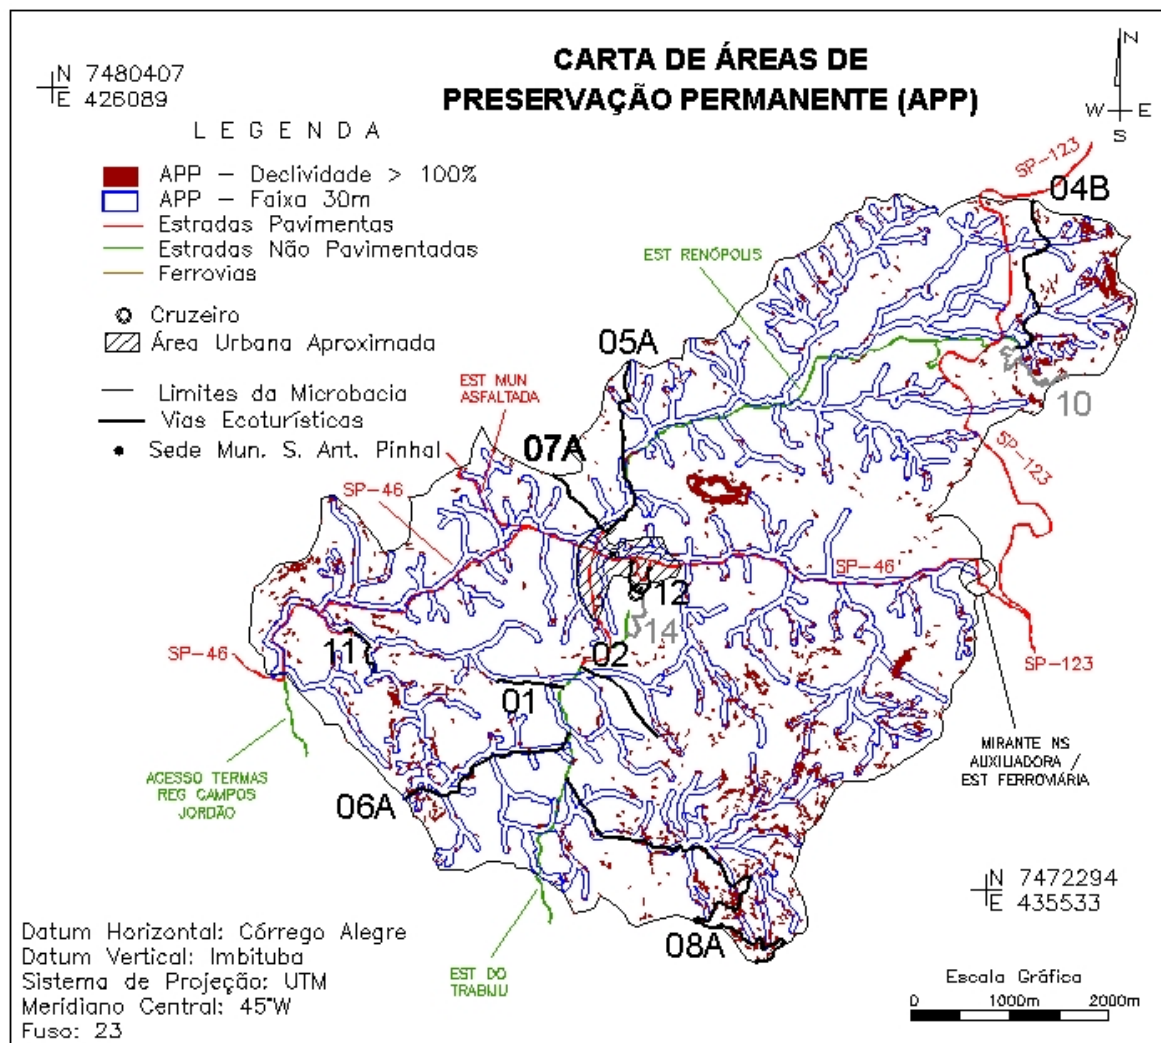 CARTA DE ÁREAS DE
PRESERVAÇÃO PERMANENTE (APP)
N 7480407
E 426089
N
W E
S
LEGENDA
APP – Declividade > 100%
APP – Faixa 30m
Estradas Pavimentas
Estradas Não Pavimentadas
Ferrovias
Cruzeiro
Área Urbana Aproximada
Limites da Microbacia
Vias Ecoturísticas
Sede Mun. S. Ant. Pinhal
SP-123
04B
EST RENÓPOLIS
05A
EST MUN
ASFALTADA
10
07A
SP-123
SP-46
SP-46
12
14
11
02
SP-46
SP-123
01
MIRANTE NS
AUXILIADORA /
EST FERROVIÁRIA
ACESSO TERMAS
REG CAMPOS
JORDÃO
06A
N 7472294
E 435533
08A
EST DO
TRABIJU
Datum Horizontal: Córrego Alegre
Datum Vertical: Imbituba
Sistema de Projeção: UTM
Meridiano Central: 45°W
Fuso: 23
Escala Gráfica
0 1000m 2000m